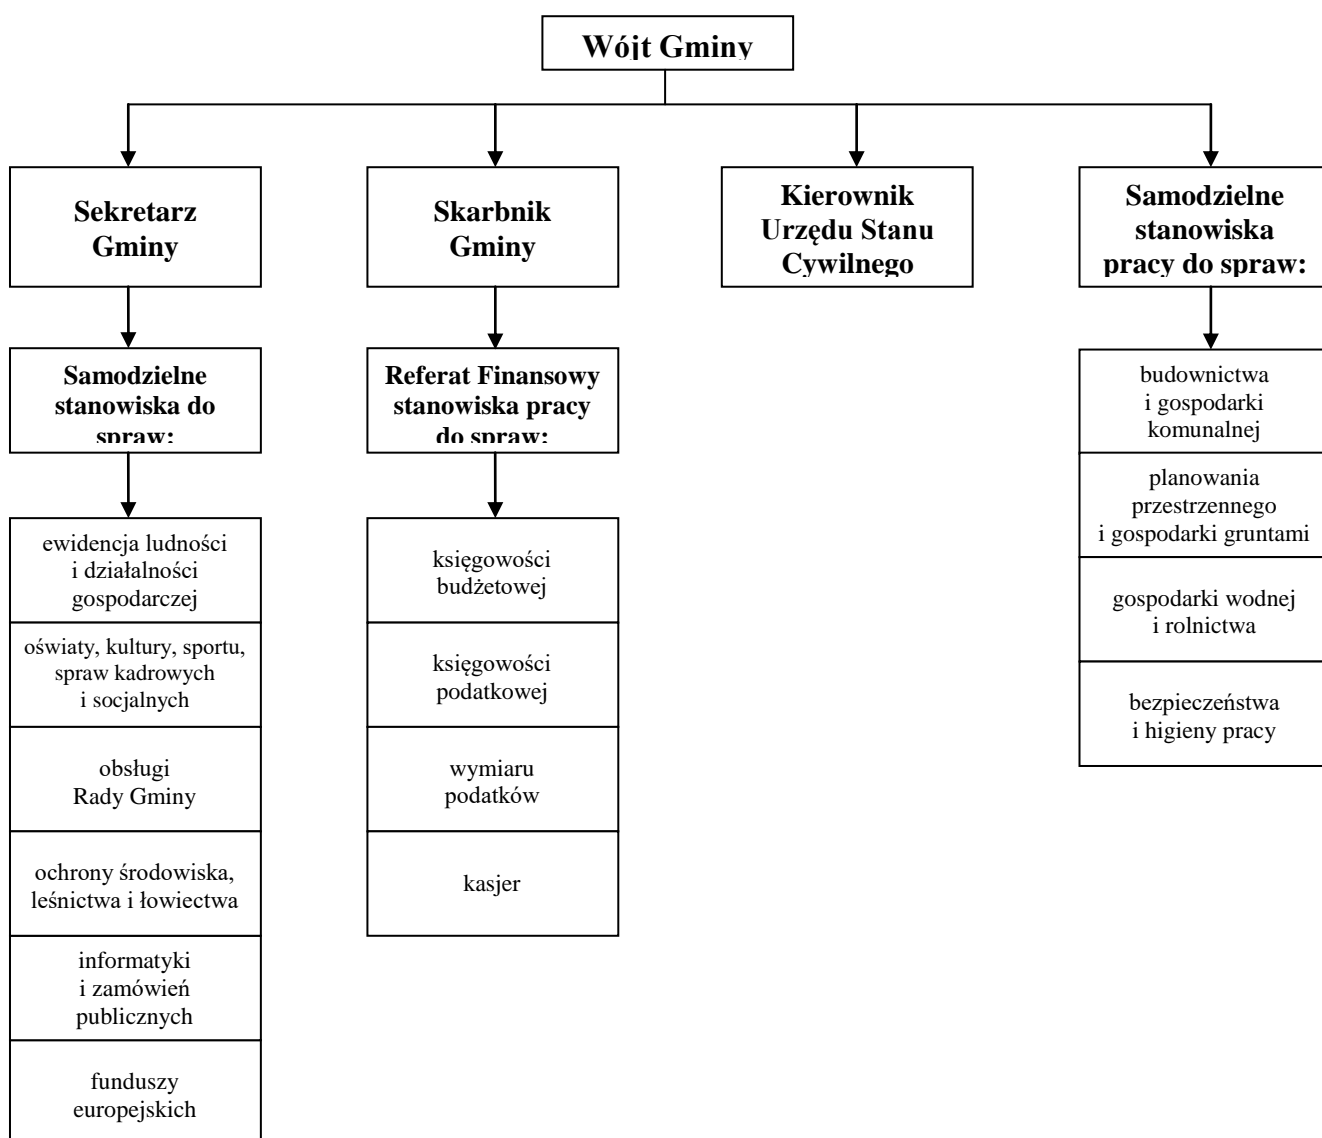 Wójt Gminy
Sekretarz
Gminy
Skarbnik
Gminy
Kierownik
Urzędu Stanu
Cywilnego
Samodzielne
stanowiska
pracy do spraw:
Samodzielne
stanowiska do
spraw:
Referat Finansowy
stanowiska pracy
do spraw:
budownictwa
i gospodarki
komunalnej
planowania
przestrzennego
i gospodarki gruntami
gospodarki wodnej
i rolnictwa
bezpieczeństwa
i higieny pracy
ewidencja ludności
i działalności
gospodarczej
oświaty, kultury, sportu,
spraw kadrowych
i socjalnych
obsługi
Rady Gminy
ochrony środowiska,
leśnictwa i łowiectwa
informatyki
i zamówień
publicznych
funduszy
europejskich
księgowości
budżetowej
księgowości
podatkowej
wymiaru
podatków
kasjer